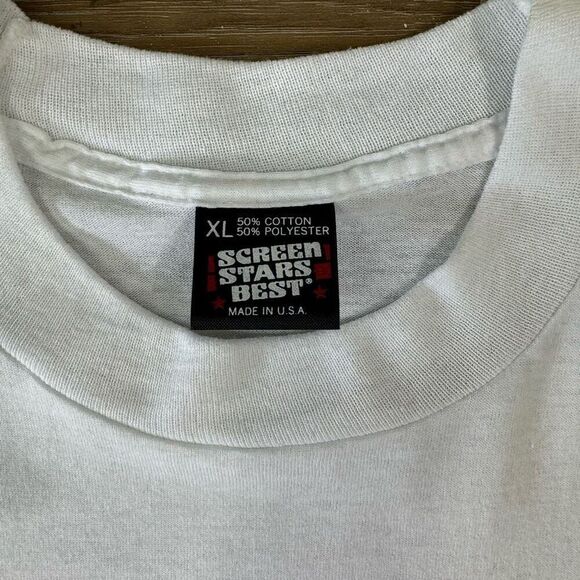 XL 50% COTTON
50% POLYESTER
SCREEN
STARS
BEST®
MADE IN U.S.A.